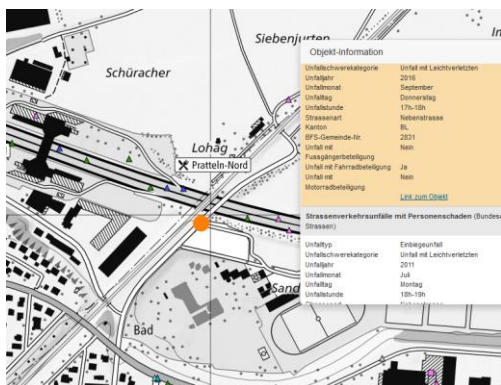 Siebenjurten
Schüracher
Lohag
Pratteln-Nord
Bad
Sand
Objekt-Information
Unfallschwerekategorie Unfall mit Leichtverletzten
Unfalljahr 2016
Unfallmonat September
Unfalltag Donnerstag
Unfallstunde 17h-18h
Strassenart Nebenstrasse
Kanton BL
BFS-Gemeinde-Nr. 2831
Unfall mit Nein
Fussgängerbeteiligung
Unfall mit Fahrradbeteiligung Ja
Unfall mit Nein
Motorradbeteiligung
Link zum Objekt
Strassenverkehrsunfälle mit Personenschaden (Bundesa
Strassen)
Unfalltyp Einbiegeunfall
Unfallschwerekategorie Unfall mit Leichtverletzten
Unfalljahr 2011
Unfallmonat Juli
Unfalltag Montag
Unfallstunde 18h-19h